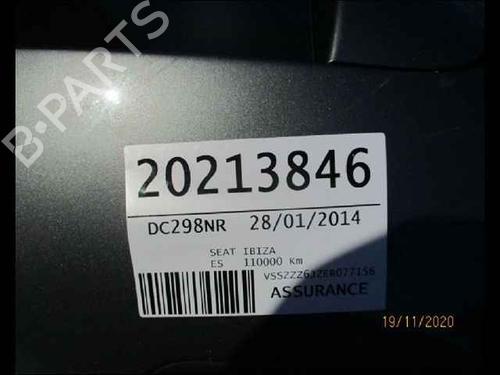 B-PARTS
20213846
DC298NR 28/01/2014
SEAT IBIZA
ES 110000 Km
VSSZZZ6JZER077156
ASSURANCE
19/11/2020